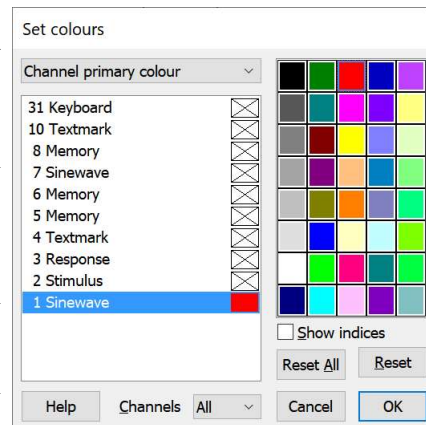 Set colours
Channel primary colour
31 Keyboard
10 Textmark
8 Memory
7 Sinewave
6 Memory
5 Memory
4 Textmark
3 Response
2 Stimulus
1 Sinewave
Show indices
Reset All Reset
Help Channels All Cancel OK